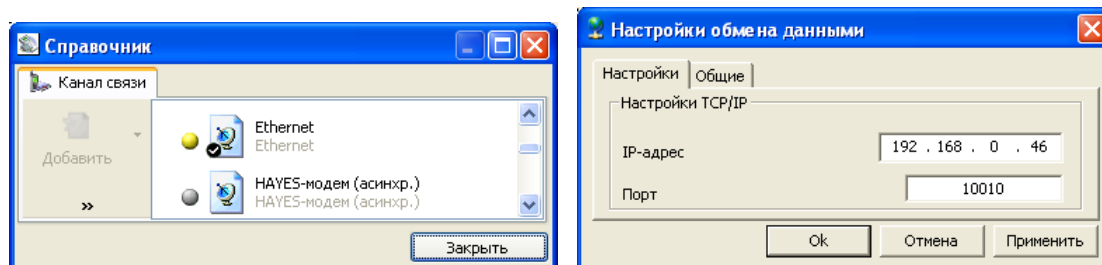 Справочник
Канал связи
Добавить
»
Ethernet
Ethernet
HAYES-модем (асинхр.)
HAYES-модем (асинхр.)
Закрыть
Настройки обмена данными
Настройки Общие
Настройки TCP/IP
IP-адрес 192 . 168 . 0 . 46
Порт 10010
Ok Отмена Применить